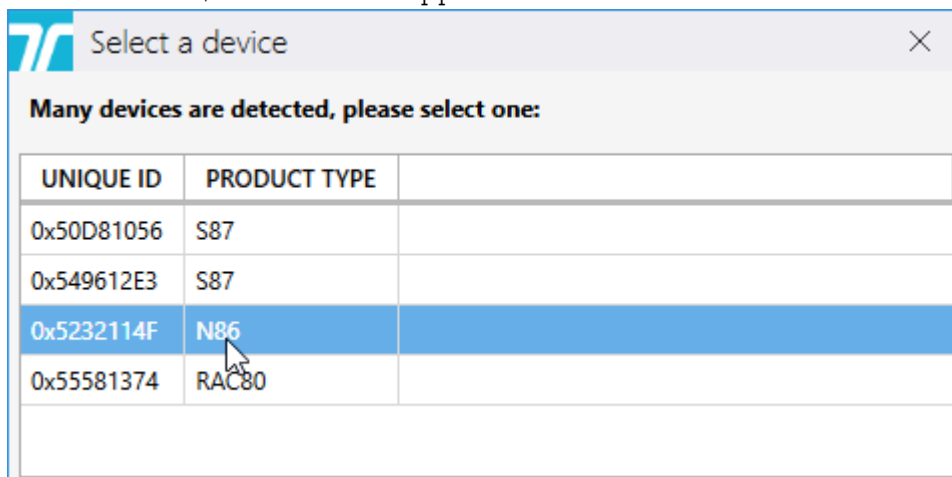 Select a device
Many devices are detected, please select one:
UNIQUE ID PRODUCT TYPE
0x50D81056 S87
0x549612E3 S87
0x5232114F N86
0x55581374 RAC80